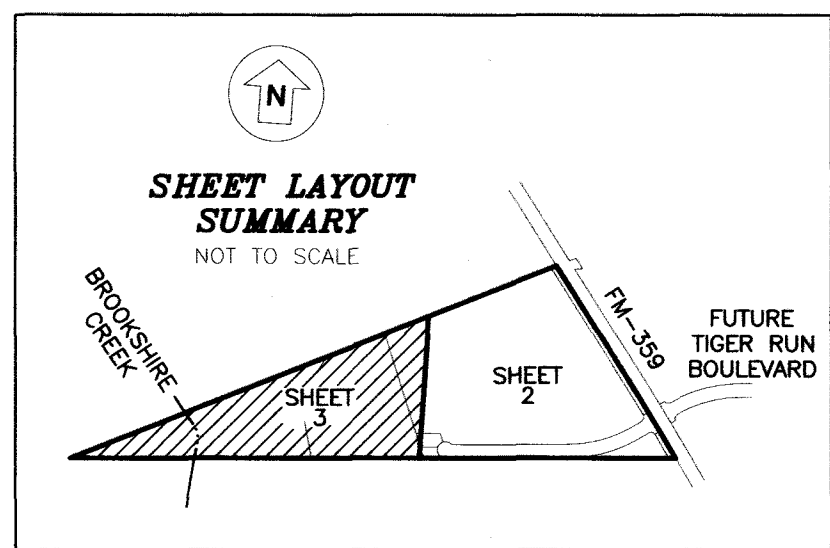 N
SHEET LAYOUT
SUMMARY
NOT TO SCALE
BROOKSHIRE
CREEK
FM-359
FUTURE
TIGER RUN
BOULEVARD
SHEET
2
SHEET
3